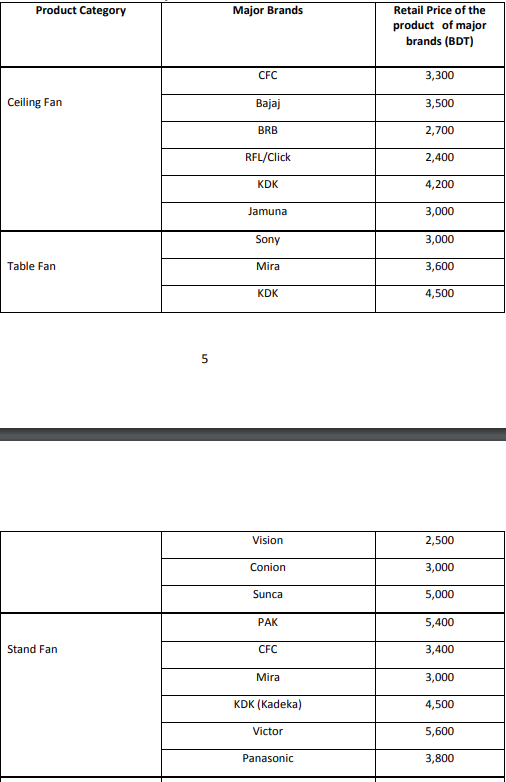 Product Category Major Brands Retail Price of the
product of major
brands (BDT)
CFC 3,300
Ceiling Fan Bajaj 3,500
BRB 2,700
RFL/Click 2,400
KDK 4,200
Jamuna 3,000
Sony 3,000
Table Fan Mira 3,600
KDK 4,500
5
Vision 2,500
Conion 3,000
Sunca 5,000
PAK 5,400
Stand Fan CFC 3,400
Mira 3,000
KDK (Kadeka) 4,500
Victor 5,600
Panasonic 3,800